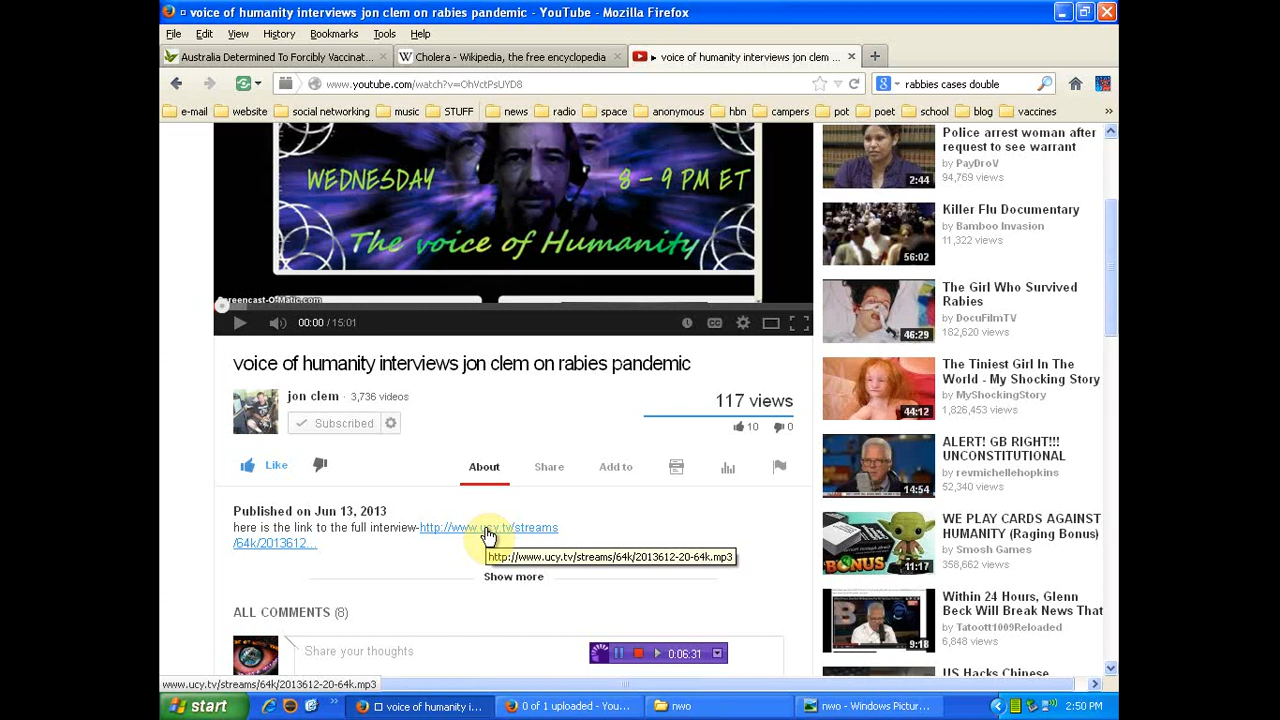 voice of humanity interviews jon clem on rabies pandemic - YouTube - Mozilla Firefox
File Edit View History Bookmarks Tools Help
Australia Determined To Forcibly Vaccinat...
Cholera - Wikipedia, the free encyclopedia
voice of humanity interviews jon clem ...
www.youtube.com/watch?v=OhVctPsUYD8
rabbies cases double
e-mail website social networking music STUFF news radio space anonymous hbn campers pot poet school blog vaccines
WEDNESDAY 8 - 9 PM ET
The voice of Humanity
Screencast-O-Matic.com
00:00 / 15:01
voice of humanity interviews jon clem on rabies pandemic
jon clem · 3,736 videos
Subscribed
117 views
10 0
Like
About Share Add to
Published on Jun 13, 2013
here is the link to the full interview-http://www.ucy.tv/streams
/64k/2013612...
http://www.ucy.tv/streams/64k/2013612-20-64k.mp3
Show more
ALL COMMENTS (8)
Share your thoughts
0:06:31
Police arrest woman after
request to see warrant
by PayDroV
94,769 views
2:44
Killer Flu Documentary
by Bamboo Invasion
11,322 views
56:02
The Girl Who Survived
Rabies
by DocuFilmTV
182,620 views
46:29
The Tiniest Girl In The
World - My Shocking Story
by MyShockingStory
1,826,453 views
44:12
ALERT! GB RIGHT!!!
UNCONSTITUTIONAL
by revmichellehopkins
52,340 views
14:54
WE PLAY CARDS AGAINST
HUMANITY (Raging Bonus)
by Smosh Games
358,662 views
BONUS
11:17
Within 24 Hours, Glenn
Beck Will Break News That
by Tatoott1009Reloaded
6,848 views
9:18
US Hacks Chinese
www.ucy.tv/streams/64k/2013612-20-64k.mp3
start
voice of humanity i...
0 of 1 uploaded - You...
nwo
nwo - Windows Pictur...
2:50 PM